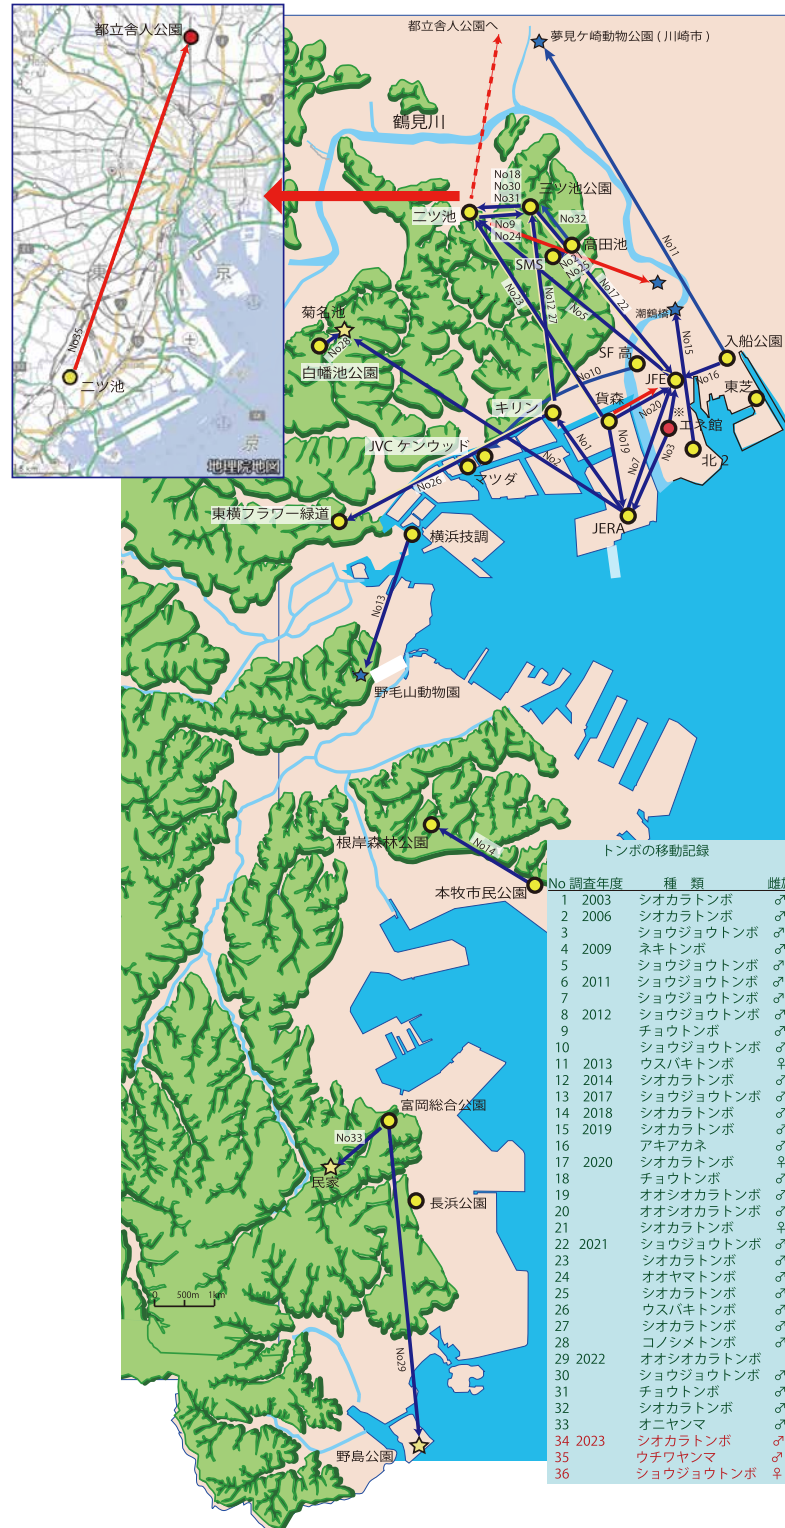 都立舎人公園
都立舎人公園へ
夢見ケ崎動物公園(川崎市)
鶴見川
No18
No30
No31
三ツ池公園
二ツ池
No9
No24
No32
高田池
SMS
No21
No25
No11
No17,22
No23
No12 27
No5
東 京
No35
二ツ池
京
地理院地図
菊名池
No28
白幡池公園
潮鶴橋
No15
SF高
入船公園
No10
JFE
No16
東芝
キリン
貨森
No20
※
エネ館
JVCケンウッド
No1
No19
No2
No7
No3
北2
マツダ
No26
東横フラワー緑道
JERA
横浜技調
No13
野毛山動物園
根岸森林公園
No14
本牧市民公園
富岡総合公園
No33
民家
長浜公園
0 500m 1km
No29
野島公園
トンボの移動記録
No 調査年度 種 類 雌雄
1 2003 シオカラトンボ ♂
2 2006 シオカラトンボ ♂
3 ショウジョウトンボ ♂
4 2009 ネキトンボ ♂
5 ショウジョウトンボ ♂
6 2011 ショウジョウトンボ ♂
7 ショウジョウトンボ ♂
8 2012 ショウジョウトンボ ♂
9 チョウトンボ ♂
10 ショウジョウトンボ ♂
11 2013 ウスバキトンボ ♀
12 2014 シオカラトンボ ♂
13 2017 ショウジョウトンボ ♂
14 2018 シオカラトンボ ♂
15 2019 シオカラトンボ ♂
16 アキアカネ ♂
17 2020 シオカラトンボ ♀
18 チョウトンボ ♂
19 オオシオカラトンボ ♂
20 オオシオカラトンボ ♂
21 シオカラトンボ ♀
22 2021 ショウジョウトンボ ♂
23 シオカラトンボ ♂
24 オオヤマトンボ ♂
25 シオカラトンボ ♂
26 ウスバキトンボ ♂
27 シオカラトンボ ♂
28 コノシメトンボ ♂
29 2022 オオシオカラトンボ
30 ショウジョウトンボ ♂
31 チョウトンボ ♂
32 シオカラトンボ ♂
33 オニヤンマ ♂
34 2023 シオカラトンボ ♂
35 ウチワヤンマ ♂
36 ショウジョウトンボ ♀